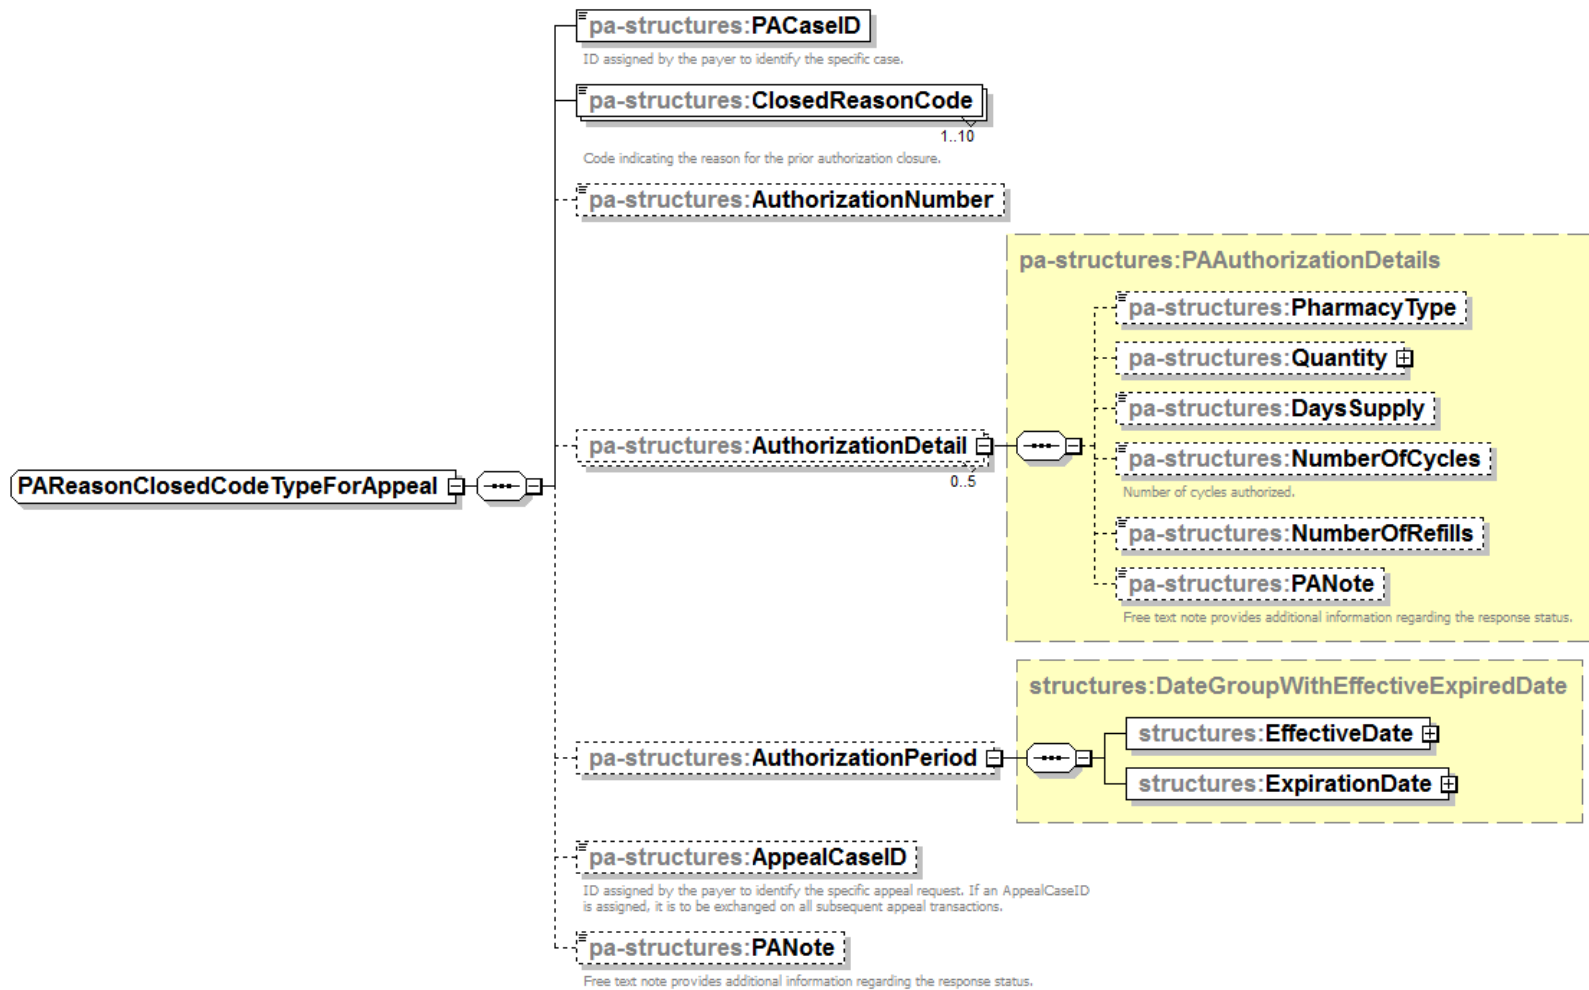 pa-structures:PACaseID
ID assigned by the payer to identify the specific case.
pa-structures:ClosedReasonCode
1..10
Code indicating the reason for the prior authorization closure.
pa-structures:AuthorizationNumber
pa-structures:PAAuthorizationDetails
pa-structures:PharmacyType
pa-structures:Quantity
pa-structures:DaysSupply
pa-structures:AuthorizationDetail
0..5
pa-structures:NumberOfCycles
Number of cycles authorized.
PAReasonClosedCodeTypeForAppeal
pa-structures:NumberOfRefills
pa-structures:PANote
Free text note provides additional information regarding the response status.
structures:DateGroupWithEffectiveExpiredDate
structures:EffectiveDate
pa-structures:AuthorizationPeriod
structures:ExpirationDate
pa-structures:AppealCaseID
ID assigned by the payer to identify the specific appeal request. If an AppealCaseID
is assigned, it is to be exchanged on all subsequent appeal transactions.
pa-structures:PANote
Free text note provides additional information regarding the response status.